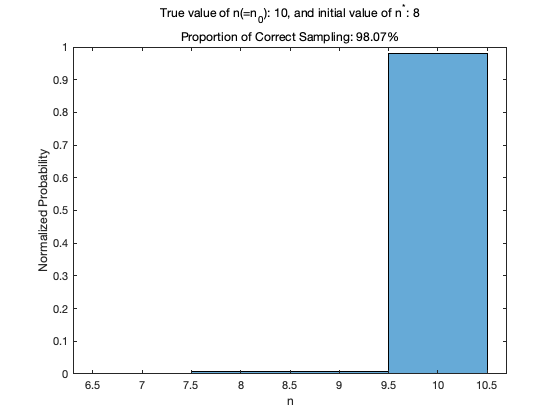 True value of n(=n0): 10, and initial value of n*: 8
Proportion of Correct Sampling: 98.07%
1
0.9
0.8
0.7
0.6
0.5
0.4
0.3
0.2
0.1
0
Normalized Probability
6.5 7 7.5 8 8.5 9 9.5 10 10.5
n